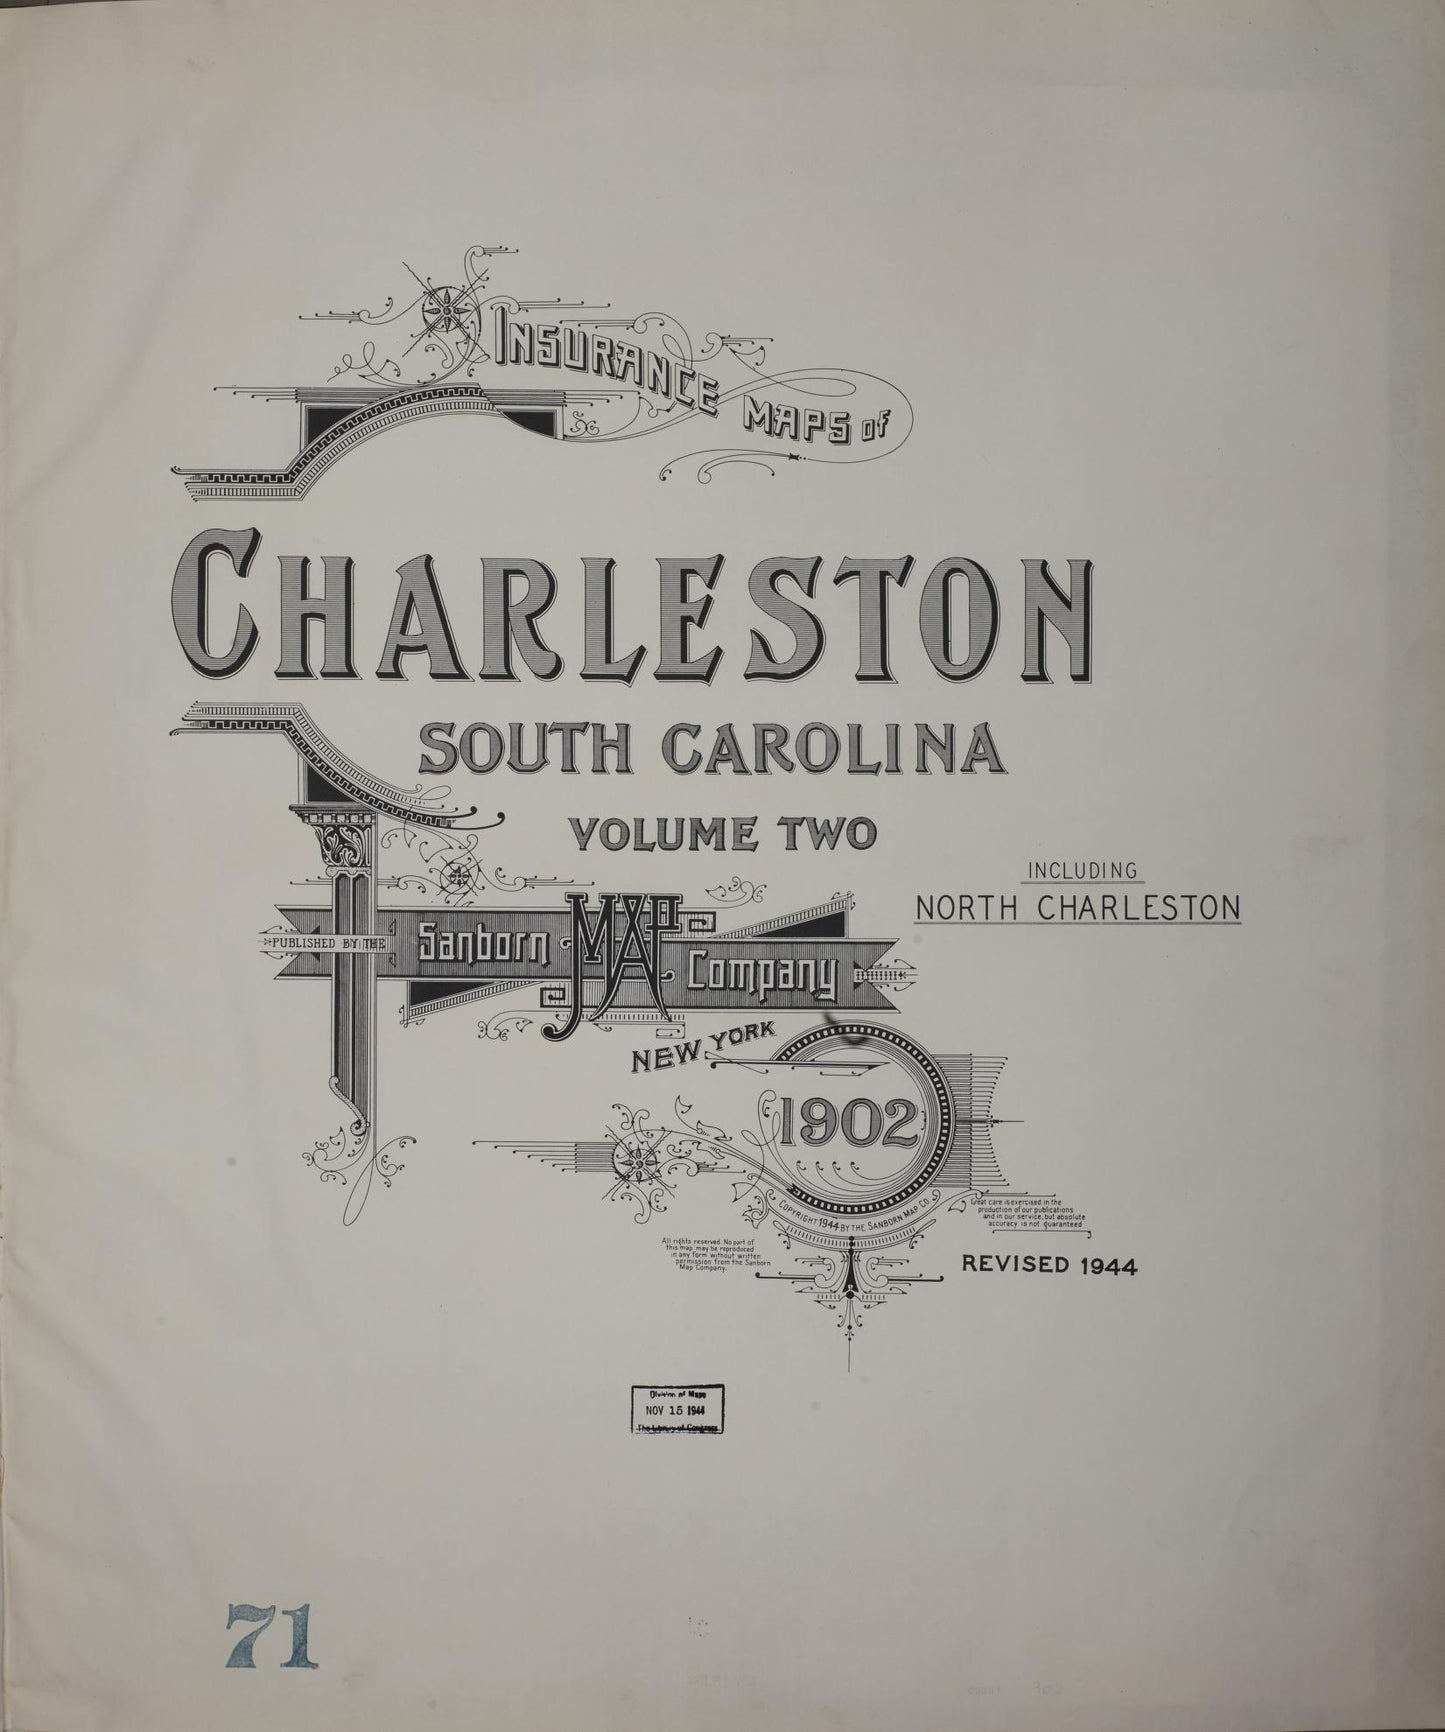 INSURANCE MAPS of
CHARLESTON
SOUTH CAROLINA
VOLUME TWO
INCLUDING
NORTH CHARLESTON
PUBLISHED BY THE
Sanborn MAP Company
NEW YORK
1902
COPYRIGHT 1944 BY THE SANBORN MAP CO.
Great care is exercised in the
production of our publications
and in our service, but absolute
accuracy is not guaranteed
All rights reserved. No part of
this map may be reproduced
in any form without written
permission from the Sanborn
Map Company.
REVISED 1944
Division of Maps
NOV 15 1944
The Library of Congress
71